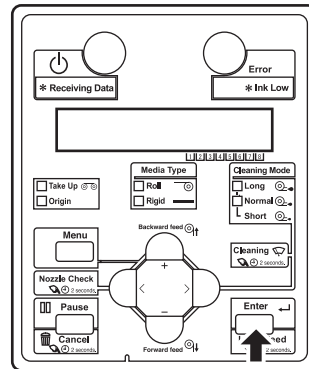 Error
* Receiving Data
* Ink Low
1 2 3 4 5 6 7 8
Media Type
Roll
Rigid
Cleaning Mode
Long
Normal
Short
Take Up
Origin
Menu
Backward feed
Cleaning
2 seconds.
Nozzle Check
2 seconds.
Pause
Cancel
2 seconds.
Forward feed
Enter
2 seconds.